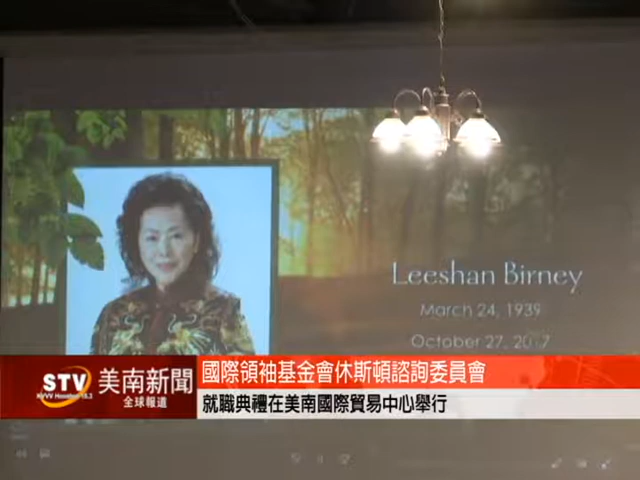 Leeshan Birney
March 24, 1939
October 27, 2017
STV
KVVV Houston 15.3
美南新聞
全球報道
國際領袖基金會休斯頓諮詢委員會
就職典禮在美南國際貿易中心舉行